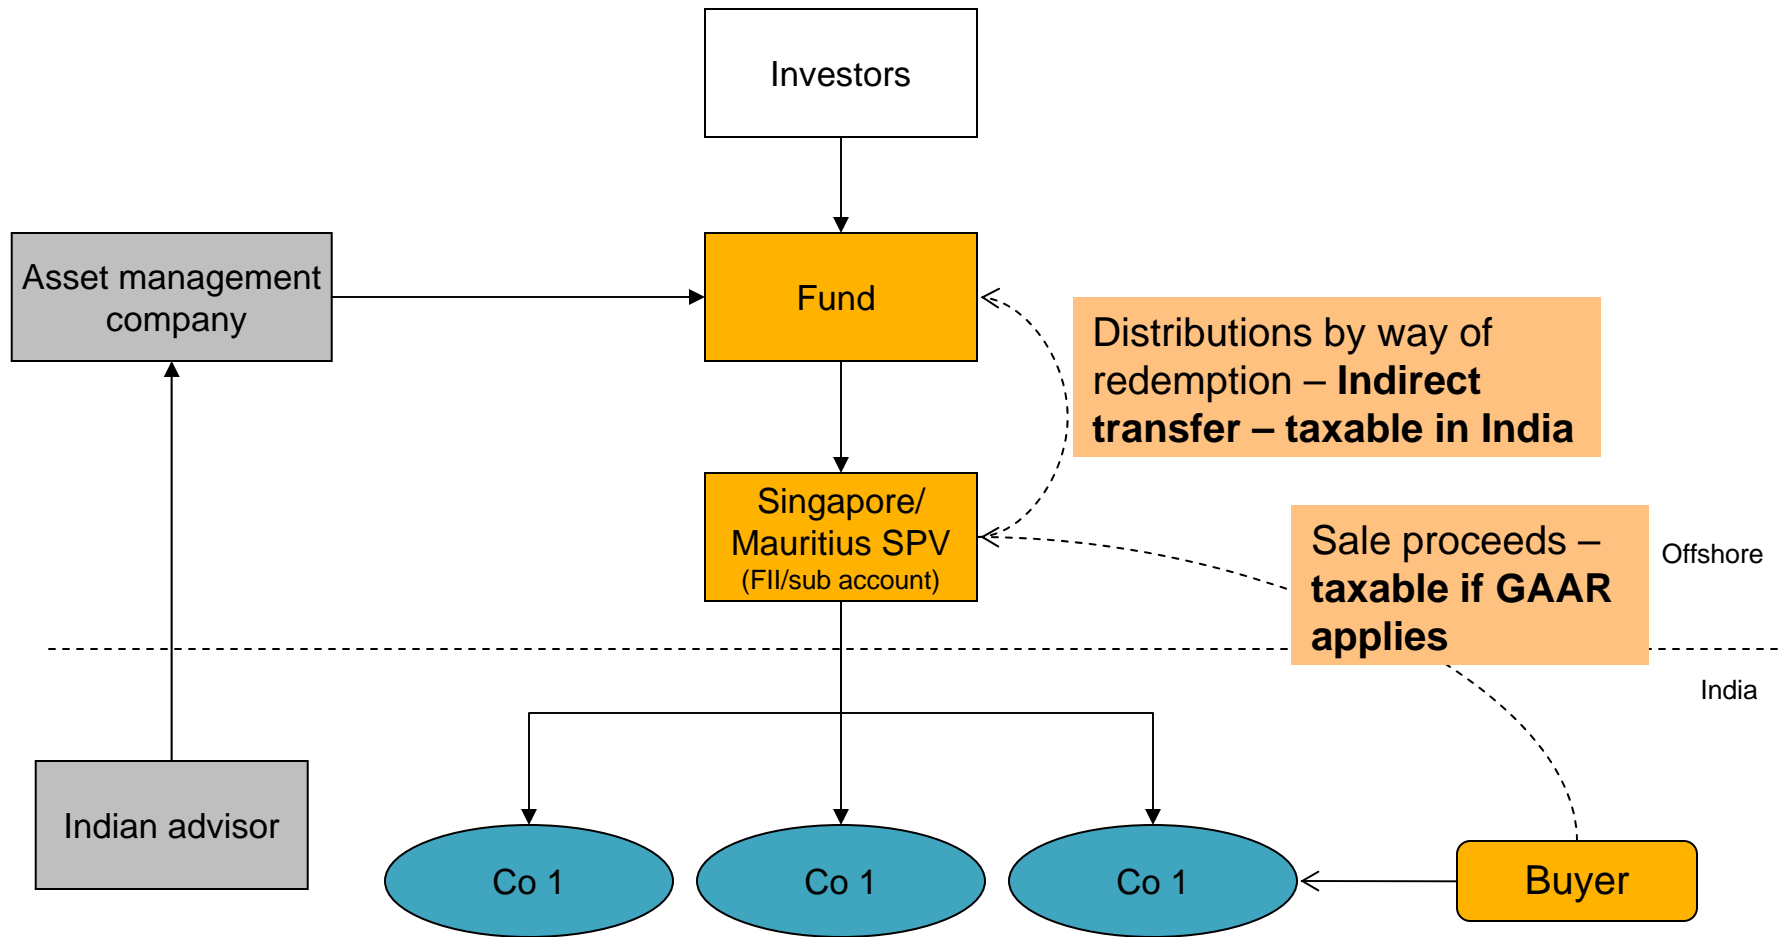 Investors
Asset management
company
Fund
Distributions by way of
redemption – Indirect
transfer – taxable in India
Singapore/
Mauritius SPV
(FII/sub account)
Sale proceeds –
taxable if GAAR
applies
Offshore
India
Indian advisor
Co 1
Co 1
Co 1
Buyer